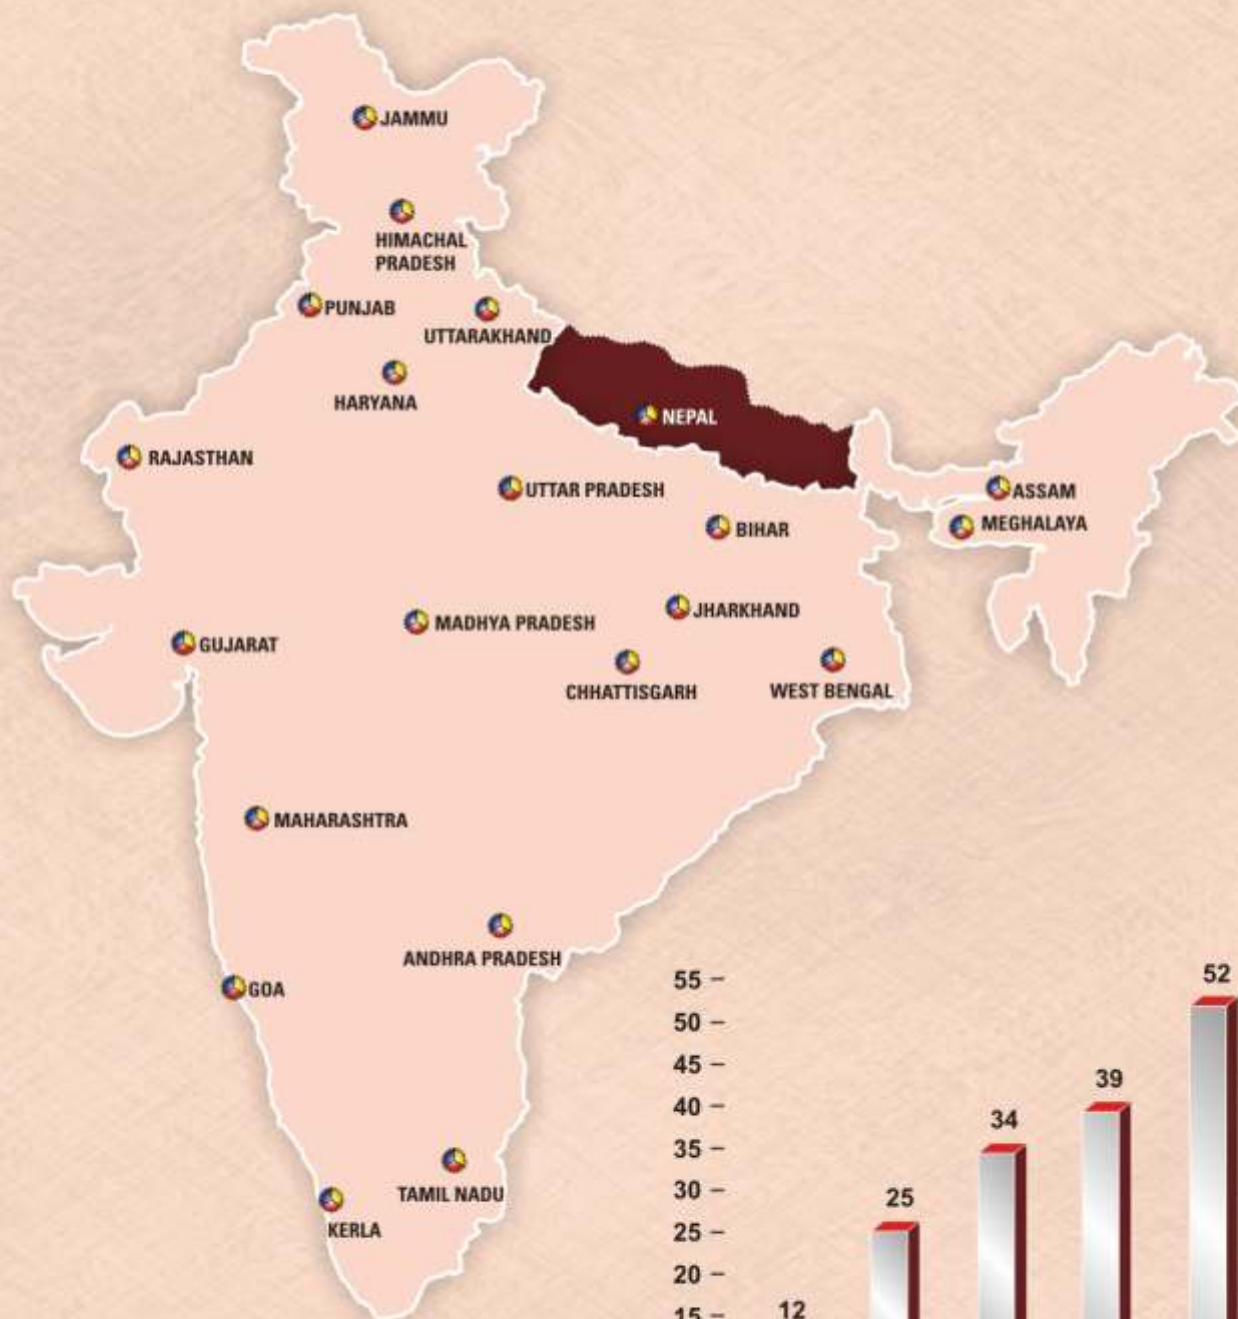 JAMMU
HIMACHAL
PRADESH
PUNJAB
UTTARAKHAND
HARYANA
NEPAL
RAJASTHAN
UTTAR PRADESH
ASSAM
BIHAR
MEGHALAYA
JHARKHAND
MADHYA PRADESH
GUJARAT
CHHATTISGARH
WEST BENGAL
MAHARASHTRA
ANDHRA PRADESH
GOA
TAMIL NADU
KERLA
55
50
45
40
35
30
25
20
15
12
25
34
39
52